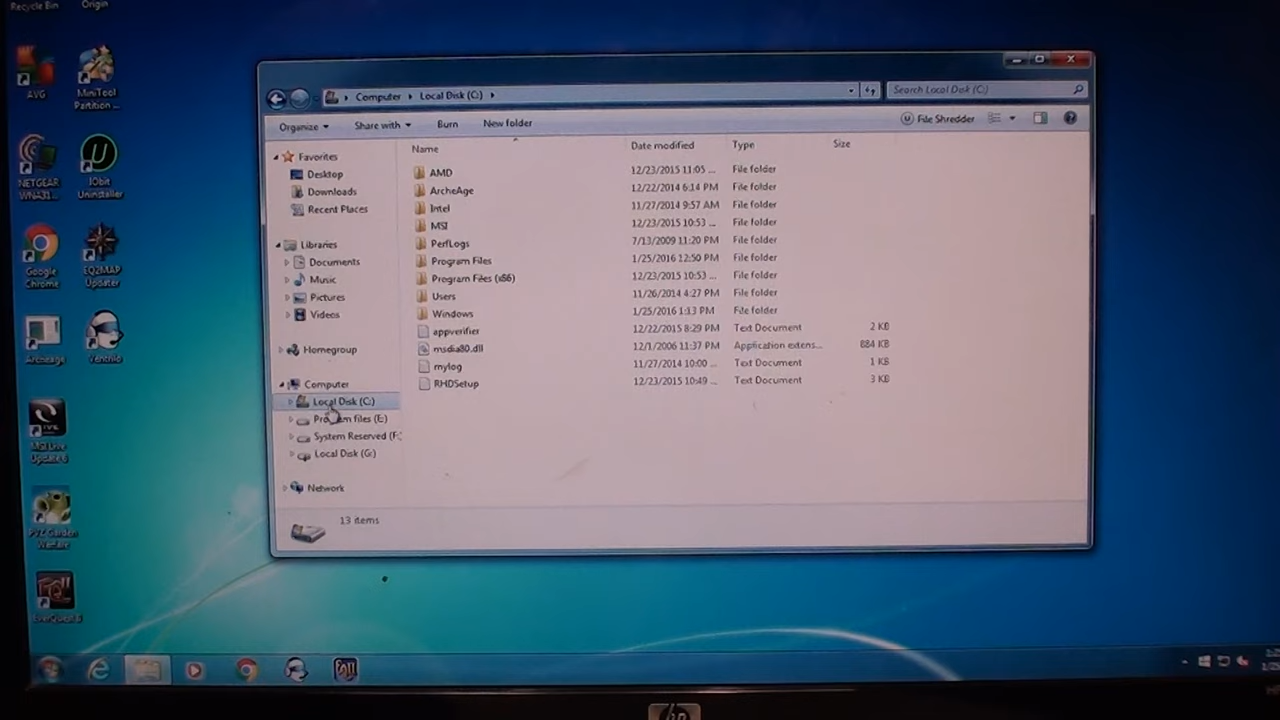 Recycle Bin
Origin
AVG
MiniTool
Partition ...
NETGEAR
WNA31...
IObit
Uninstaller
Google
Chrome
EQ2MAP
Updater
Archeage
Ventrilo
MSI Live
Update 6
PVZ Garden
Warfare
Computer
Local Disk (C:)
Search Local Disk (C:)
Organize
Share with
Burn
New folder
File Shredder
Favorites
Desktop
Downloads
Recent Places
Libraries
Documents
Music
Pictures
Videos
Homegroup
Computer
Local Disk (C:)
Program files (E:)
System Reserved (F:
Local Disk (G:)
Network
Name Date modified Type Size
AMD 12/23/2015 11:05 ... File folder
ArcheAge 12/22/2014 6:14 PM File folder
Intel 11/27/2014 9:57 AM File folder
MSI 12/23/2015 10:53 ... File folder
PerfLogs 7/13/2009 11:20 PM File folder
Program Files 1/25/2016 12:50 PM File folder
Program Files (x86) 12/23/2015 10:53 ... File folder
Users 11/26/2014 4:27 PM File folder
Windows 1/25/2016 1:13 PM File folder
appverifier 12/22/2015 8:29 PM Text Document 2 KB
msdia80.dll 12/1/2006 11:37 PM Application extens... 884 KB
mylog 11/27/2014 10:00 ... Text Document 1 KB
RHDSetup 12/23/2015 10:49 ... Text Document 3 KB
13 items
hp